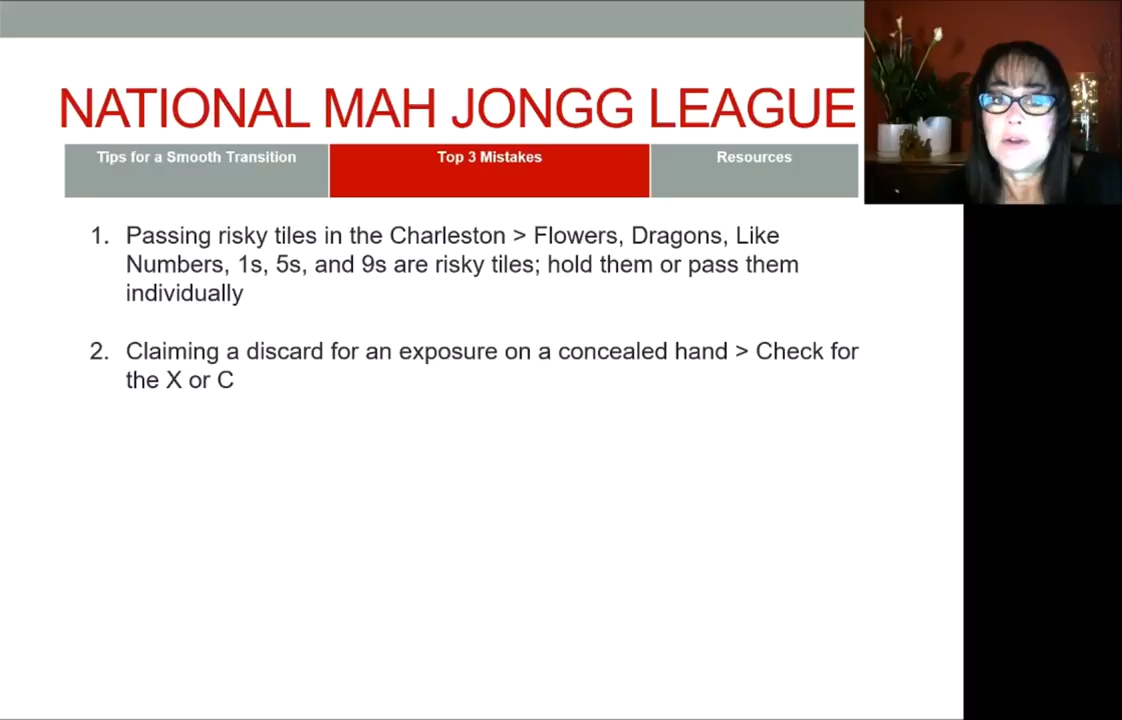 NATIONAL MAH JONGG LEAGUE
Tips for a Smooth Transition
Top 3 Mistakes
Resources
1. Passing risky tiles in the Charleston > Flowers, Dragons, Like
Numbers, 1s, 5s, and 9s are risky tiles; hold them or pass them
individually
2. Claiming a discard for an exposure on a concealed hand > Check for
the X or C